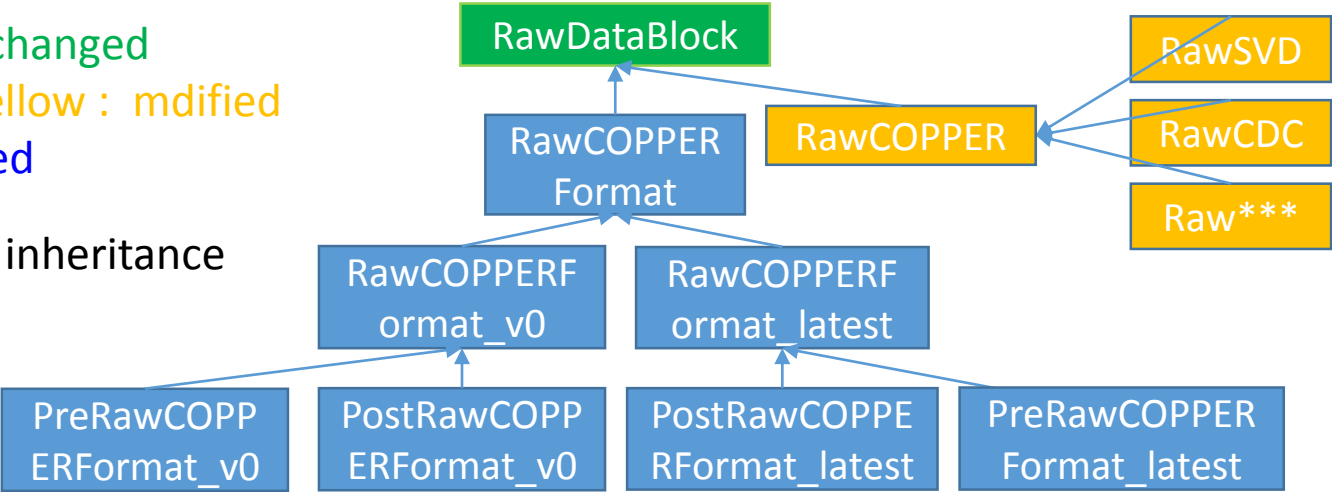 changed
ellow : mdified
ed
inheritance
RawDataBlock
RawCOPPER
Format
RawCOPPER
RawSVD
RawCDC
Raw***
RawCOPPERF
ormat_v0
RawCOPPERF
ormat_latest
PreRawCOPP
ERFormat_v0
PostRawCOPP
ERFormat_v0
PostRawCOPPE
RFormat_latest
PreRawCOPPER
Format_latest